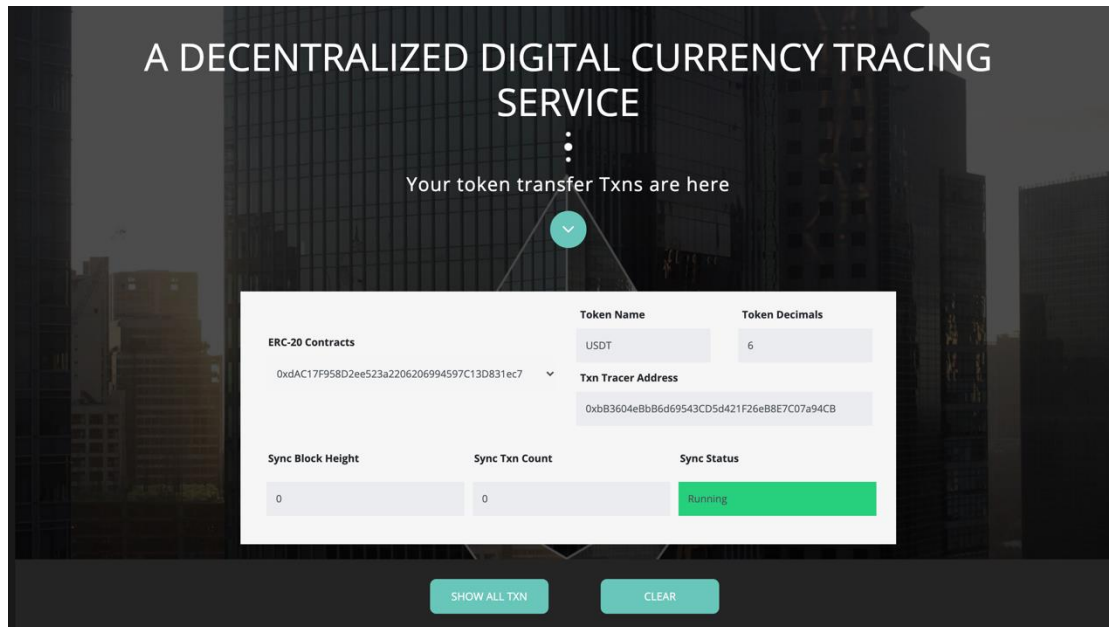 A DECENTRALIZED DIGITAL CURRENCY TRACING
SERVICE
Your token transfer Txns are here
ERC-20 Contracts
0xdAC17F958D2ee523a2206206994597C13D831ec7
Token Name
USDT
Token Decimals
6
Txn Tracer Address
0xbB3604eBbB6d69543CD5d421F26eB8E7C07a94CB
Sync Block Height
0
Sync Txn Count
0
Sync Status
Running
SHOW ALL TXN
CLEAR